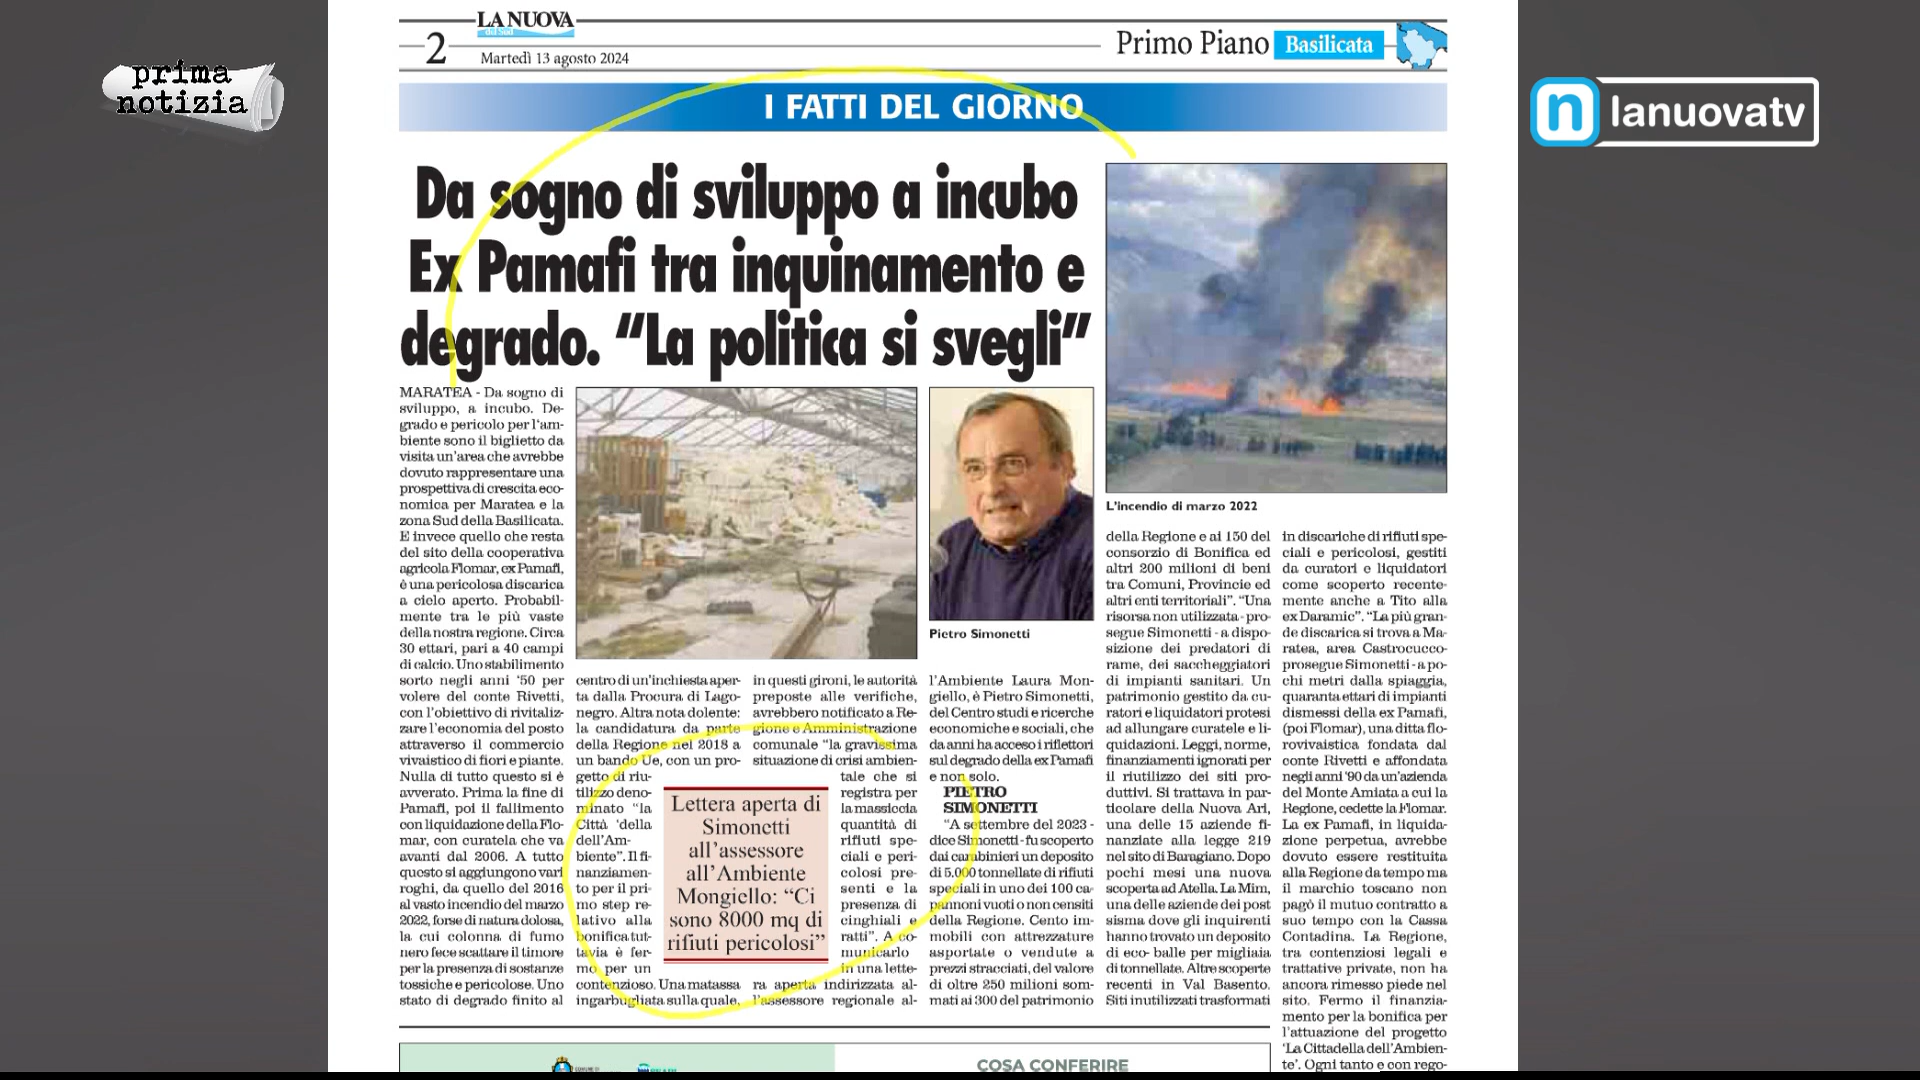 prima
notizia
LA NUOVA
del Sud
2
Martedì 13 agosto 2024
Primo Piano Basilicata
lanuovatv
I FATTI DEL GIORNO
Da sogno di sviluppo a incubo
Ex Pamafi tra inquinamento e
degrado. “La politica si svegli”
MARATEA - Da sogno di
sviluppo, a incubo. De-
grado e pericolo per l'am-
biente sono il biglietto da
visita un'area che avrebbe
dovuto rappresentare una
prospettiva di crescita eco-
nomica per Maratea e la
zona Sud della Basilicata.
E invece quello che resta
del sito della cooperativa
agricola Flomar, ex Pamafi,
è una pericolosa discarica
a cielo aperto. Probabil-
mente tra le più vaste
della nostra regione. Circa
30 ettari, pari a 40 campi
di calcio. Uno stabilimento
sorto negli anni '50 per
volere del conte Rivetti,
con l'obiettivo di rivitaliz-
zare l'economia del posto
attraverso il commercio
vivaistico di fiori e piante.
Nulla di tutto questo si è
avverato. Prima la fine di
Pamafi, poi il fallimento
con liquidazione della Flo-
mar, con curatela che va
avanti dal 2006. A tutto
questo si aggiungono vari
roghi, da quello del 2016
al vasto incendio del marzo
2022, forse di natura dolosa,
la cui colonna di fumo
nero fece scattare il timore
per la presenza di sostanze
tossiche e pericolose. Uno
stato di degrado finito al
centro di un'inchiesta aper-
ta dalla Procura di Lago-
negro. Altra nota dolente:
la candidatura da parte
della Regione nel 2018 a
un bando Ue, con un pro-
getto di riu-
tilizzo deno-
minato “la
Città 'della
dell'Am-
biente”. Il fi-
nanziamen-
to per il pri-
mo step re-
lativo alla
bonifica tut-
tavia è fer-
mo per un
contenzioso. Una matassa
ingarbugliata sulla quale,
Lettera aperta di
Simonetti
all'assessore
all'Ambiente
Mongiello: “Ci
sono 8000 mq di
rifiuti pericolosi”
in questi gironi, le autorità
preposte alle verifiche,
avrebbero notificato a Re-
gione e Amministrazione
comunale “la gravissima
situazione di crisi ambien-
tale che si
registra per
la massiccia
quantità di
rifiuti spe-
ciali e peri-
colosi pre-
senti e la
presenza di
cinghiali e
ratti”. A co-
municarlo
in una lette-
ra aperta indirizzata al-
l'assessore regionale al-
Pietro Simonetti
l'Ambiente Laura Mon-
giello, è Pietro Simonetti,
del Centro studi e ricerche
economiche e sociali, che
da anni ha acceso i riflettori
sul degrado della ex Pamafi
e non solo.
PIETRO
SIMONETTI
“A settembre del 2023 -
dice Simonetti - fu scoperto
dai carabinieri un deposito
di 5.000 tonnellate di rifiuti
speciali in uno dei 100 ca-
pannoni vuoti o non censiti
della Regione. Cento im-
mobili con attrezzature
asportate o vendute a
prezzi stracciati, del valore
di oltre 250 milioni som-
mati ai 300 del patrimonio
L'incendio di marzo 2022
della Regione e ai 150 del
consorzio di Bonifica ed
altri 200 milioni di beni
tra Comuni, Provincie ed
altri enti territoriali”. “Una
risorsa non utilizzata - pro-
segue Simonetti - a dispo-
sizione dei predatori di
rame, dei saccheggiatori
di impianti sanitari. Un
patrimonio gestito da cu-
ratori e liquidatori protesi
ad allungare curatele e li-
quidazioni. Leggi, norme,
finanziamenti ignorati per
il riutilizzo dei siti pro-
duttivi. Si trattava in par-
ticolare della Nuova Ari,
una delle 15 aziende fi-
nanziate alla legge 219
nel sito di Baragiano. Dopo
pochi mesi una nuova
scoperta ad Atella. La Mim,
una delle aziende dei post
sisma dove gli inquirenti
hanno trovato un deposito
di eco- balle per migliaia
di tonnellate. Altre scoperte
recenti in Val Basento.
Siti inutilizzati trasformati
in discariche di rifiuti spe-
ciali e pericolosi, gestiti
da curatori e liquidatori
come scoperto recente-
mente anche a Tito alla
ex Daramic”. “La più gran-
de discarica si trova a Ma-
ratea, area Castrocucco-
prosegue Simonetti - a po-
chi metri dalla spiaggia,
quaranta ettari di impianti
dismessi della ex Pamafi,
(poi Flomar), una ditta flo-
rovivaistica fondata dal
conte Rivetti e affondata
negli anni '90 da un'azienda
del Monte Amiata a cui la
Regione, cedette la Flomar.
La ex Pamafi, in liquida-
zione perpetua, avrebbe
dovuto essere restituita
alla Regione da tempo ma
il marchio toscano non
pagò il mutuo contratto a
suo tempo con la Cassa
Contadina. La Regione,
tra contenziosi legali e
trattative private, non ha
ancora rimesso piede nel
sito. Fermo il finanzia-
mento per la bonifica per
l'attuazione del progetto
'La Cittadella dell'Ambien-
te'. Ogni tanto e con rego-
COSA CONFERIRE